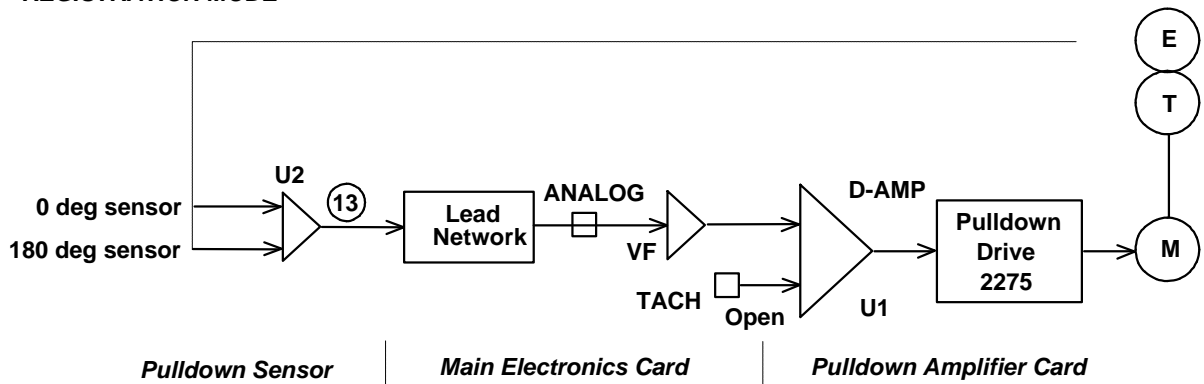 REGISTRATION MODE
E
T
U2
13
ANALOG
D-AMP
0 deg sensor
180 deg sensor
Lead
Network
VF
Pulldown
Drive
2275
M
TACH
Open
U1
Pulldown Sensor
Main Electronics Card
Pulldown Amplifier Card